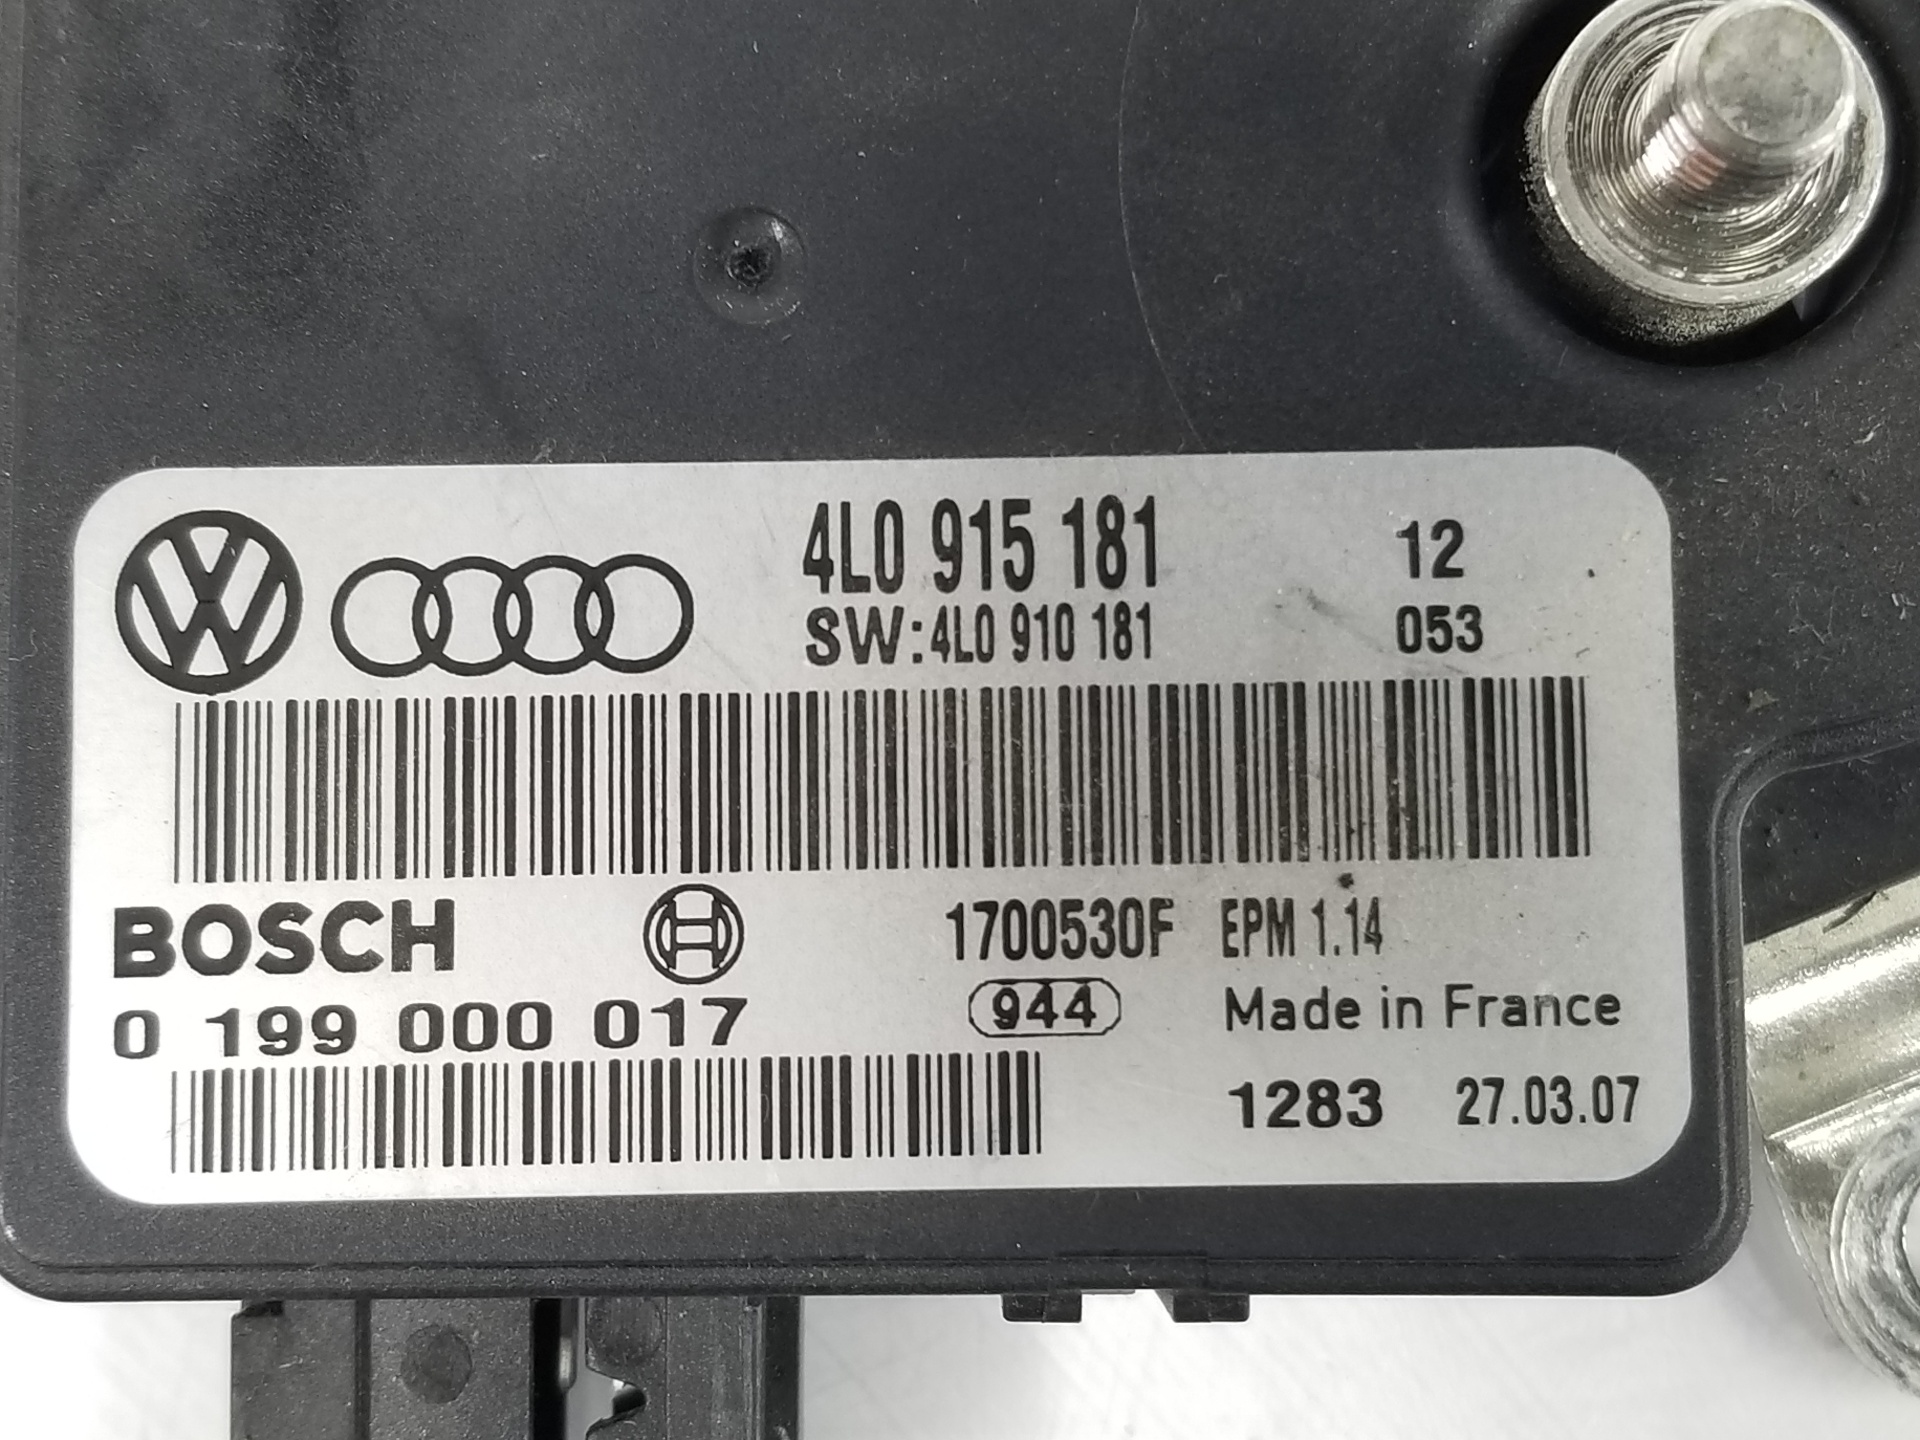 4L0 915 181 12
SW:4L0 910 181 053
BOSCH 1700530F EPM 1.14
0 199 000 017 944 Made in France
1283 27.03.07